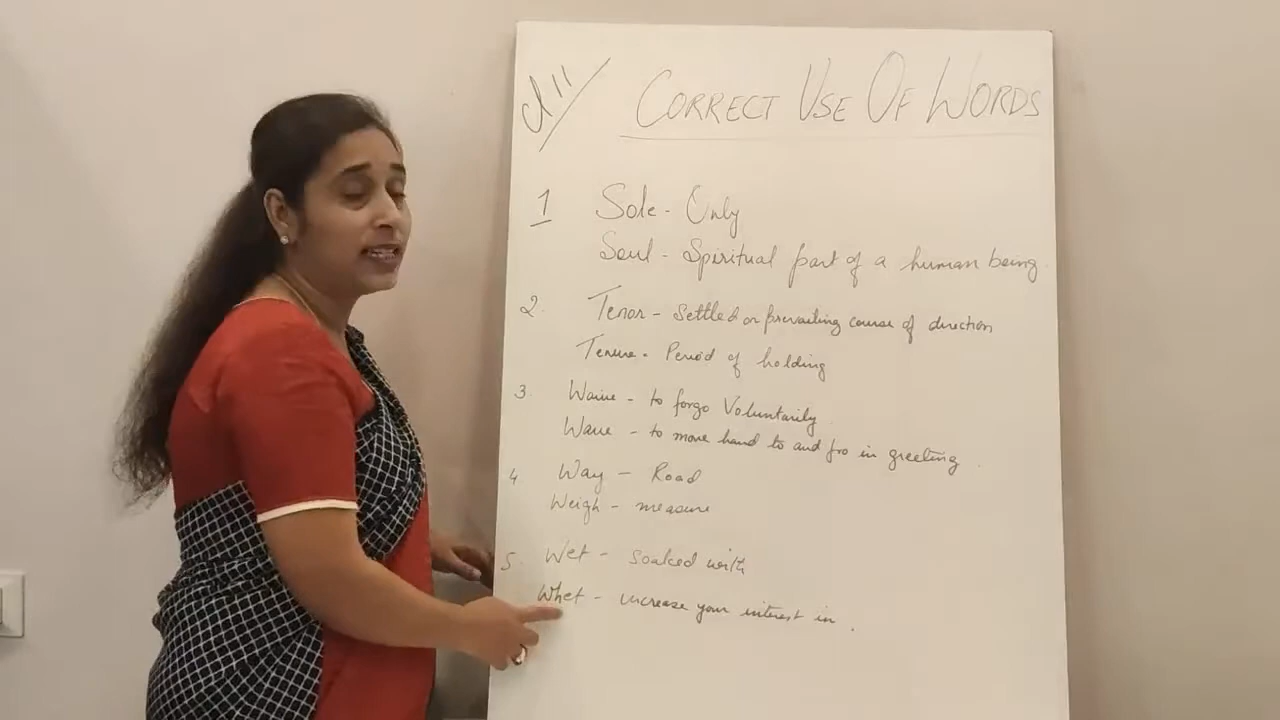 cl 11
CORRECT USE OF WORDS
1 Sole - Only
Soul - Spiritual part of a human being.
2. Tenor - Settled or prevailing course of direction
Tenure - Period of holding
3. Waive - to forgo Voluntarily.
Wave - to move hand to and fro in greeting.
4 Way - Road
Weigh - measure
5. Wet - soaked with
Whet - increase your interest in.